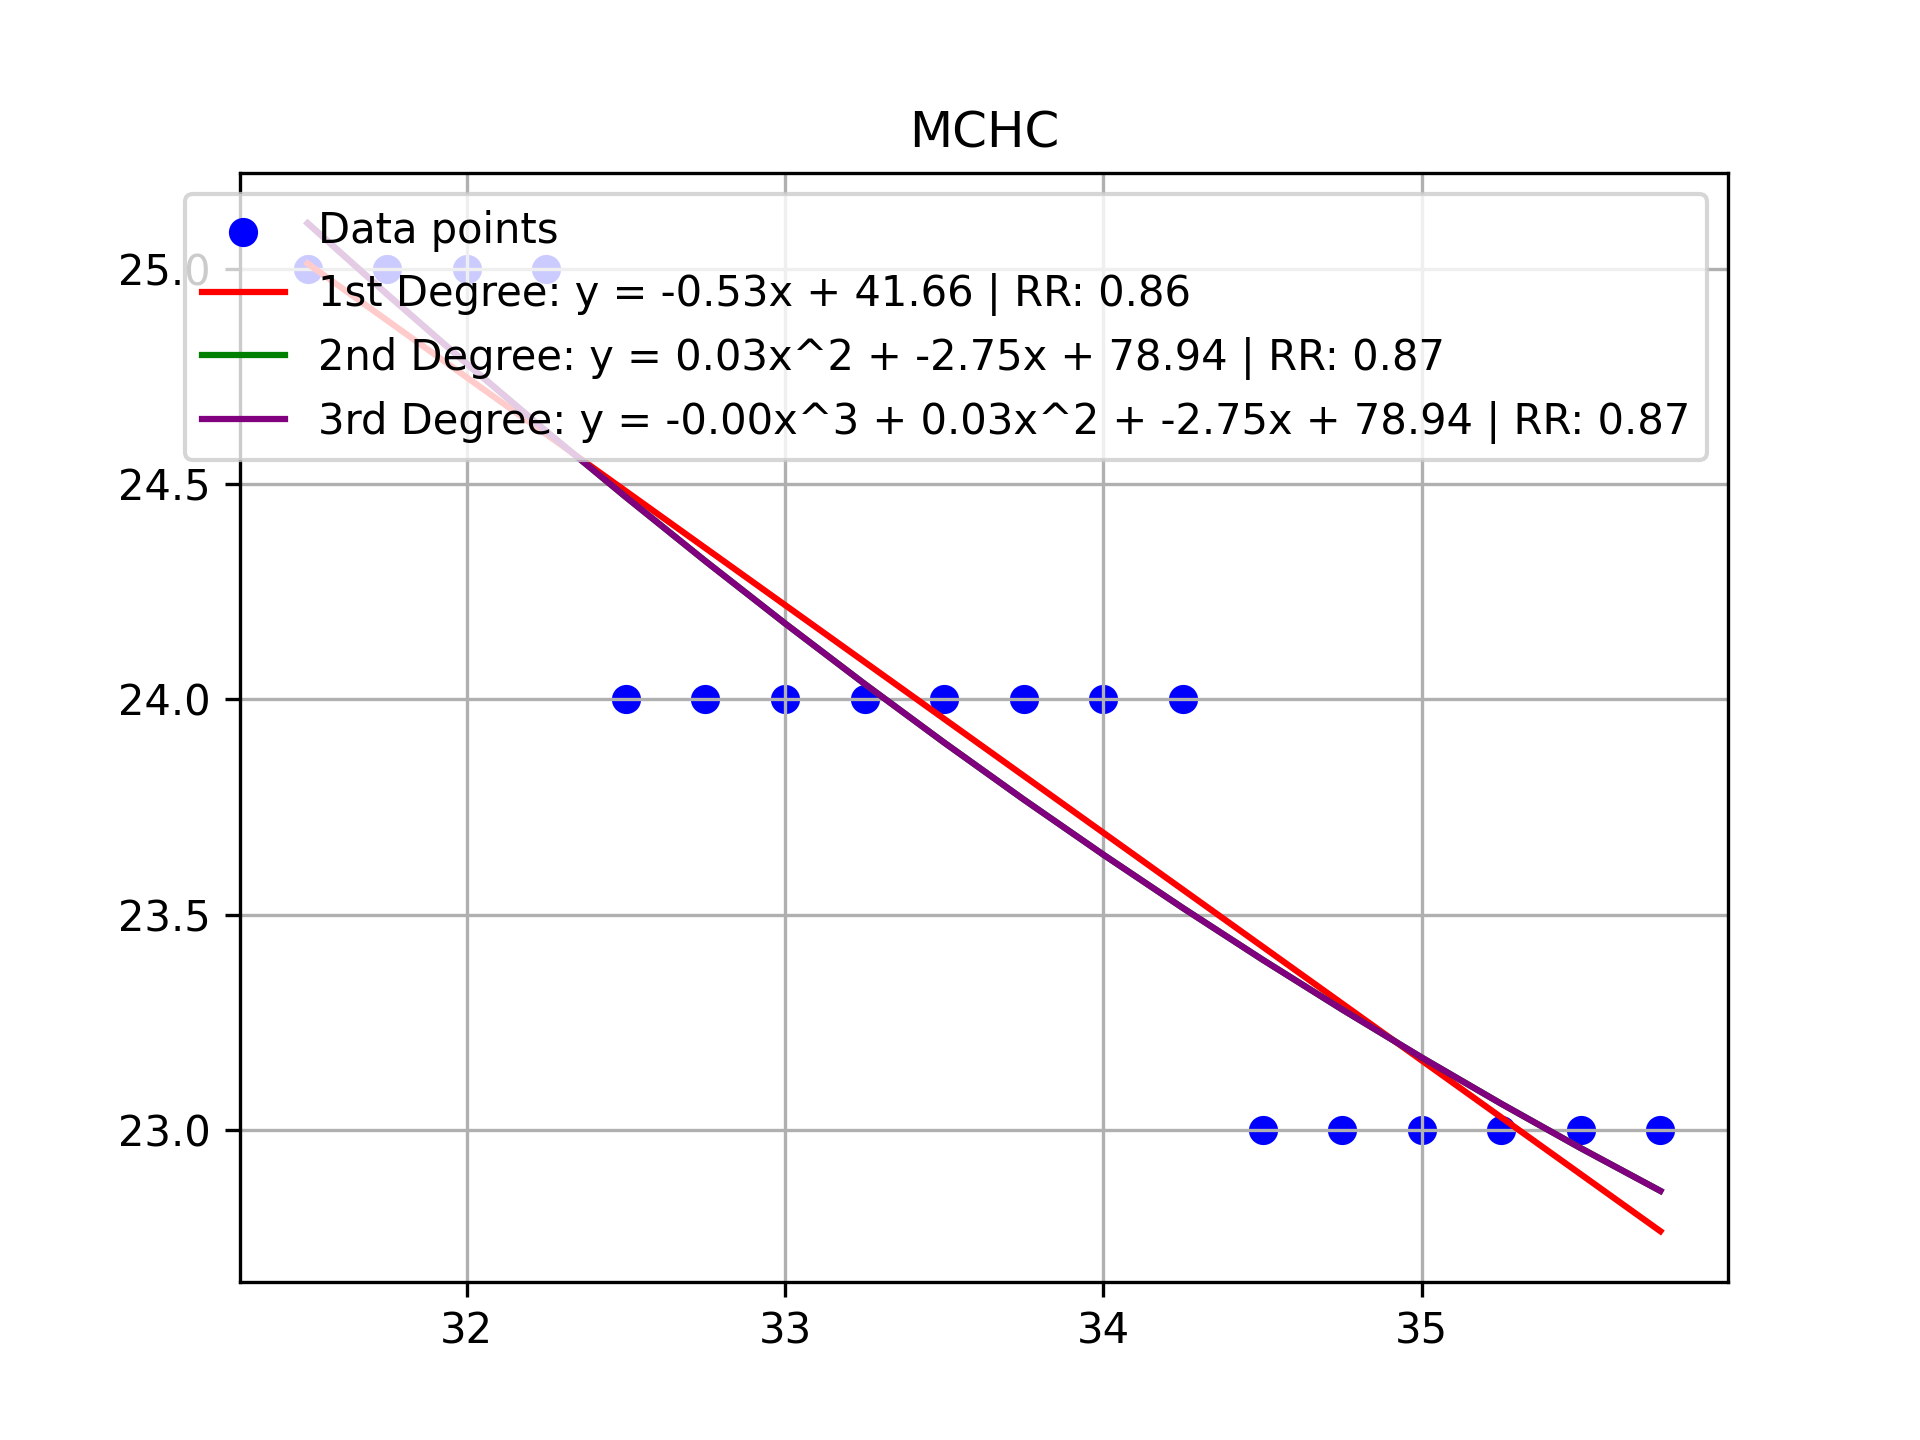 MCHC
Data points
25.0
1st Degree: y = -0.53x + 41.66 | RR: 0.86
2nd Degree: y = 0.03x^2 + -2.75x + 78.94 | RR: 0.87
3rd Degree: y = -0.00x^3 + 0.03x^2 + -2.75x + 78.94 | RR: 0.87
24.5
24.0
23.5
23.0
32 33 34 35